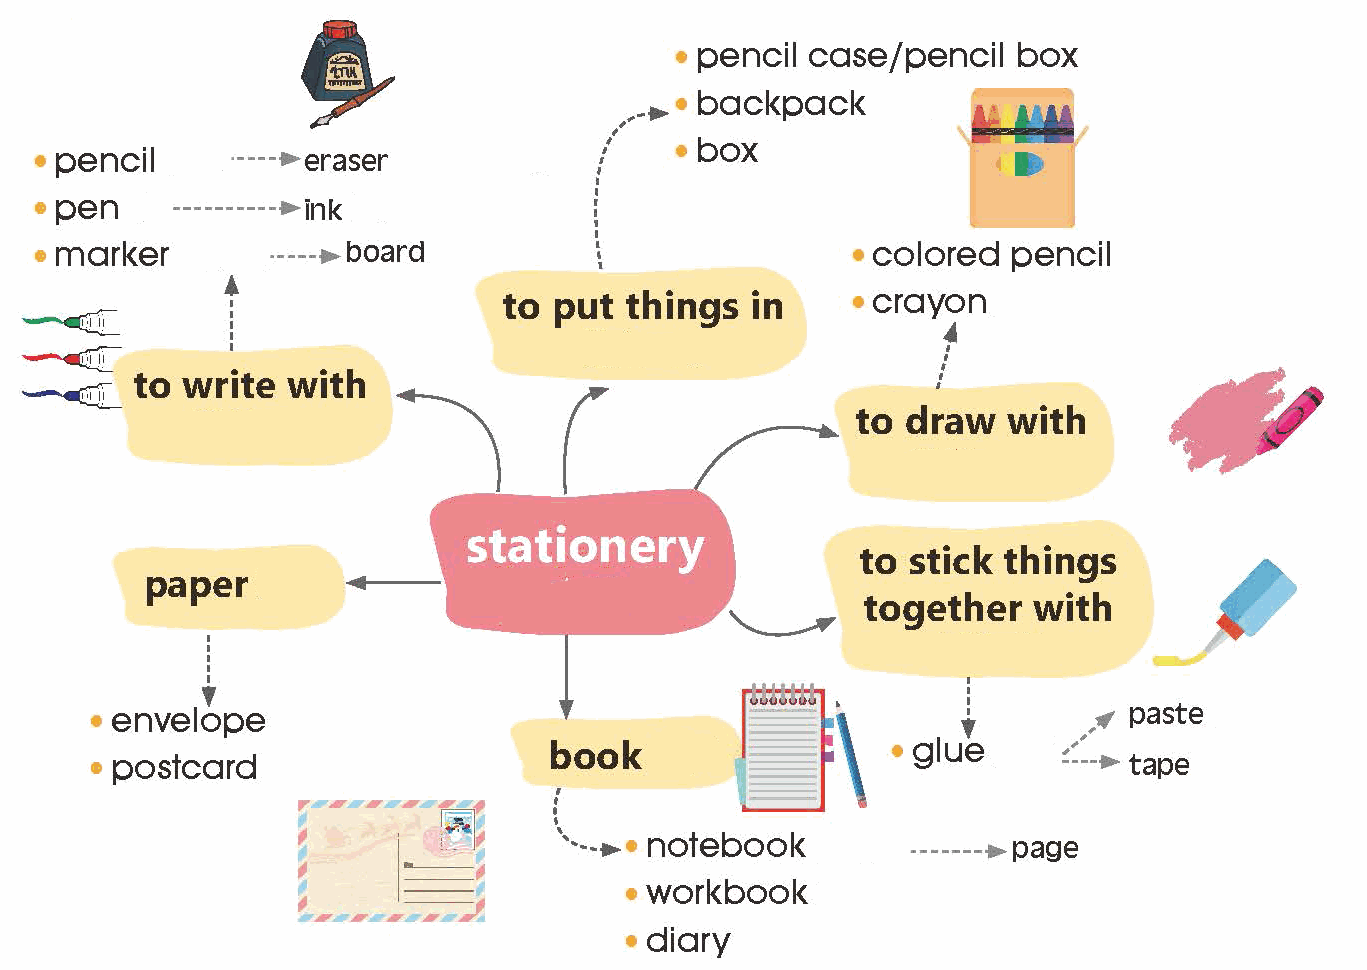 pencil case/pencil box
backpack
box
pencil eraser
pen ink
marker board
colored pencil
crayon
to put things in
to write with
to draw with
stationery
to stick things
together with
paper
envelope
postcard
book
glue
paste
tape
notebook page
workbook
diary